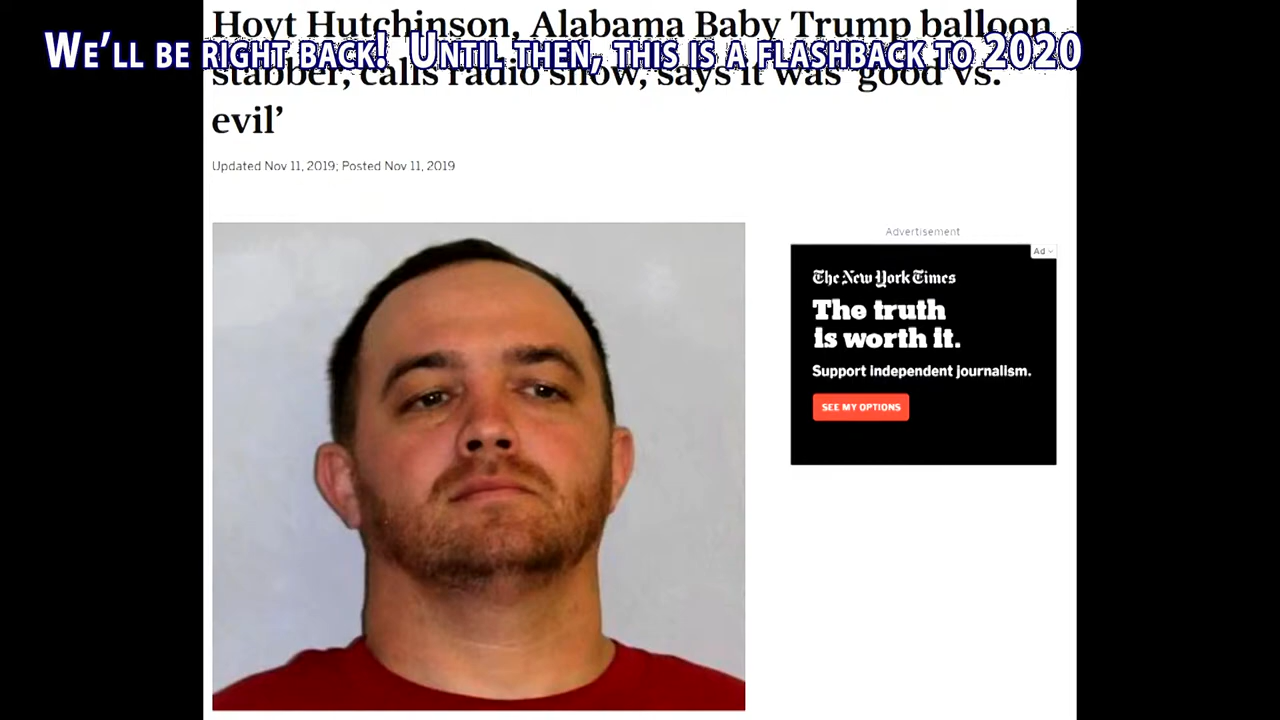 Hoyt Hutchinson, Alabama Baby Trump balloon
We'll be right back! Until then, this is a flashback to 2020
stabber, calls radio show, says it was 'good vs.
evil'
Updated Nov 11, 2019; Posted Nov 11, 2019
Advertisement
Ad
The New York Times
The truth
is worth it.
Support independent journalism.
SEE MY OPTIONS